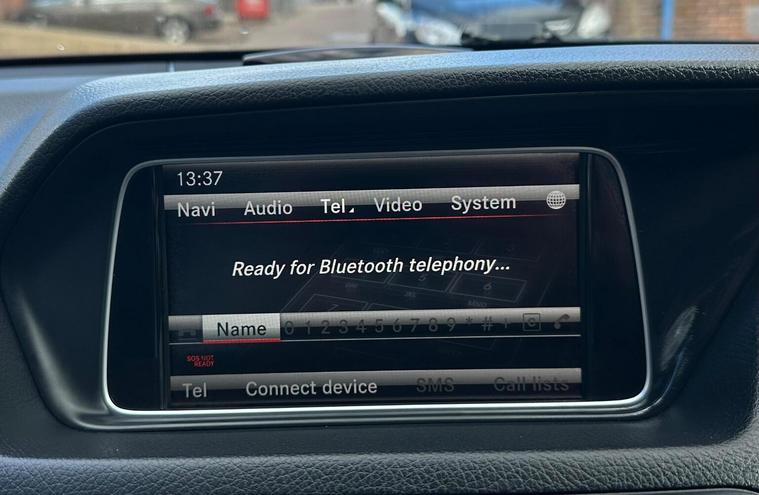 13:37
Navi Audio Tel Video System
Ready for Bluetooth telephony...
Name 0 1 2 3 4 5 6 7 8 9 * # +
SOS NOT
READY
Tel Connect device SMS Call lists